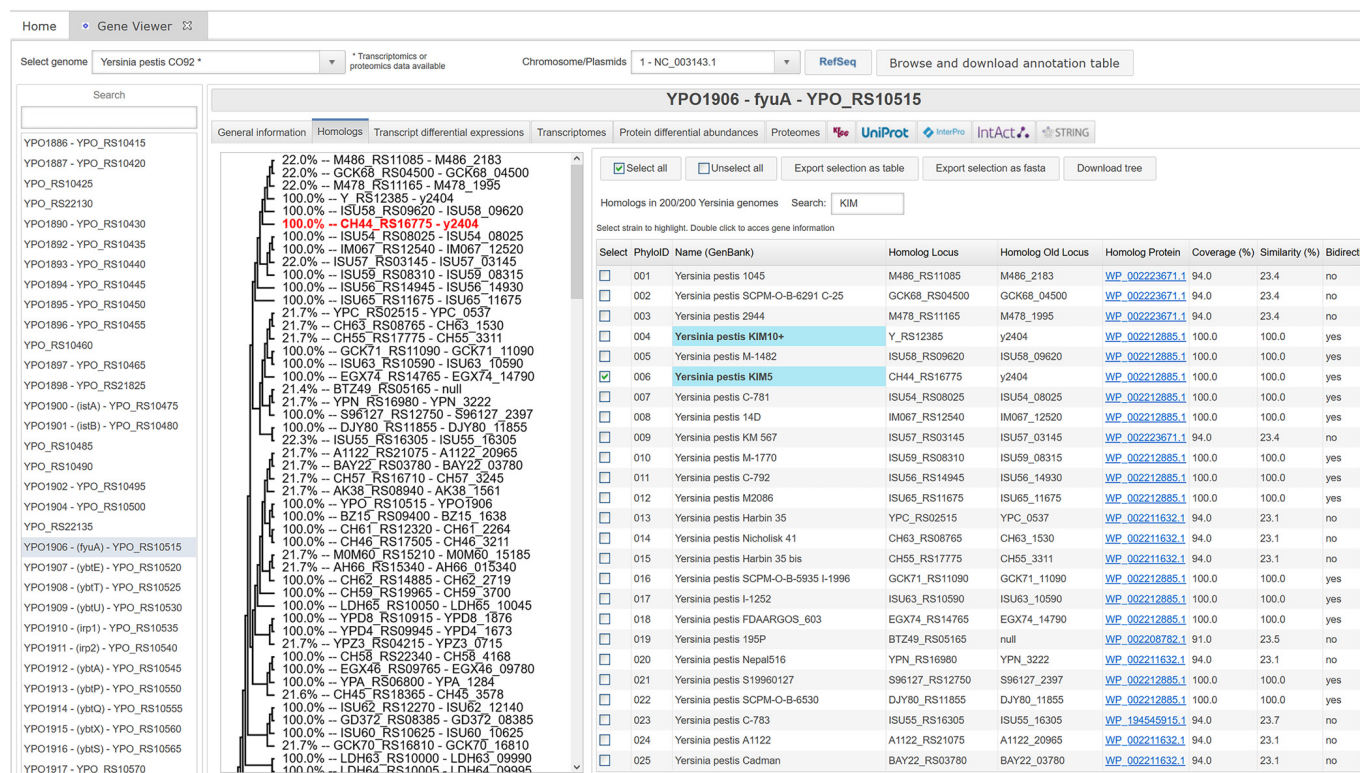 Home
Gene Viewer
Select genome Yersinia pestis CO92 * * Transcriptomics or proteomics data available Chromosome/Plasmids 1 - NC_003143.1 RefSeq Browse and download annotation table
Search
YPO1886 - YPO_RS10415
YPO1887 - YPO_RS10420
YPO_RS10425
YPO_RS22130
YPO1890 - YPO_RS10430
YPO1892 - YPO_RS10435
YPO1893 - YPO_RS10440
YPO1894 - YPO_RS10445
YPO1895 - YPO_RS10450
YPO1896 - YPO_RS10455
YPO_RS10460
YPO1897 - YPO_RS10465
YPO1898 - YPO_RS21825
YPO1900 - (istA) - YPO_RS10475
YPO1901 - (istB) - YPO_RS10480
YPO_RS10485
YPO_RS10490
YPO1902 - YPO_RS10495
YPO1904 - YPO_RS10500
YPO_RS22135
YPO1906 - (fyuA) - YPO_RS10515
YPO1907 - (ybtE) - YPO_RS10520
YPO1908 - (ybtT) - YPO_RS10525
YPO1909 - (ybtU) - YPO_RS10530
YPO1910 - (irp1) - YPO_RS10535
YPO1911 - (irp2) - YPO_RS10540
YPO1912 - (ybtA) - YPO_RS10545
YPO1913 - (ybtP) - YPO_RS10550
YPO1914 - (ybtQ) - YPO_RS10555
YPO1915 - (ybtX) - YPO_RS10560
YPO1916 - (ybtS) - YPO_RS10565
YPO1917 - YPO_RS10570
YPO1906 - fyuA - YPO_RS10515
General information Homologs Transcript differential expressions Transcriptomes Protein differential abundances Proteomes KEGG UniProt InterPro IntAct STRING
22.0% -- M486_RS11085 - M486_2183
22.0% -- GCK68_RS04500 - GCK68_04500
22.0% -- M478_RS11165 - M478_1995
100.0% -- Y_RS12385 - y2404
100.0% -- ISU58_RS09620 - ISU58_09620
100.0% -- CH44_RS16775 - y2404
100.0% -- ISU54_RS08025 - ISU54_08025
100.0% -- IM067_RS12540 - IM067_12520
22.0% -- ISU57_RS03145 - ISU57_03145
100.0% -- ISU59_RS08310 - ISU59_08315
100.0% -- ISU56_RS14945 - ISU56_14930
100.0% -- ISU65_RS11675 - ISU65_11675
21.7% -- YPC_RS02515 - YPC_0537
21.7% -- CH63_RS08765 - CH63_1530
21.7% -- CH55_RS17775 - CH55_3311
100.0% -- GCK71_RS11090 - GCK71_11090
100.0% -- ISU63_RS10590 - ISU63_10590
100.0% -- EGX74_RS14765 - EGX74_14790
21.4% -- BTZ49_RS05165 - null
21.7% -- YPN_RS16980 - YPN_3222
100.0% -- S96127_RS12750 - S96127_2397
100.0% -- DJY80_RS11855 - DJY80_11855
22.3% -- ISU55_RS16305 - ISU55_16305
21.7% -- A1122_RS21075 - A1122_20965
21.7% -- BAY22_RS03780 - BAY22_03780
21.7% -- CH57_RS16710 - CH57_3245
21.7% -- AK38_RS08940 - AK38_1561
100.0% -- YPO_RS10515 - YPO1906
100.0% -- BZ15_RS09400 - BZ15_1638
100.0% -- CH61_RS12320 - CH61_2264
100.0% -- CH46_RS17505 - CH46_3211
21.7% -- M0M60_RS15210 - M0M60_15185
21.7% -- AH66_RS15340 - AH66_015340
100.0% -- CH62_RS14885 - CH62_2719
100.0% -- CH59_RS19965 - CH59_3700
100.0% -- LDH65_RS10050 - LDH65_10045
100.0% -- YPD8_RS10915 - YPD8_1876
100.0% -- YPD4_RS09945 - YPD4_1673
21.7% -- YPZ3_RS04215 - YPZ3_0715
100.0% -- CH58_RS22340 - CH58_4168
100.0% -- EGX46_RS09765 - EGX46_09780
100.0% -- YPA_RS06800 - YPA_1284
21.6% -- CH45_RS18365 - CH45_3578
100.0% -- ISU62_RS12270 - ISU62_12140
100.0% -- GD372_RS08385 - GD372_08385
100.0% -- ISU60_RS10625 - ISU60_10625
21.7% -- GCK70_RS16810 - GCK70_16810
100.0% -- LDH63_RS10000 - LDH63_09990
100.0% -- LDH64_RS10005 - LDH64_09995
Select all Unselect all Export selection as table Export selection as fasta Download tree
Homologs in 200/200 Yersinia genomes Search: KIM
Select strain to highlight. Double click to acces gene information
Select PhyloID Name (GenBank) Homolog Locus Homolog Old Locus Homolog Protein Coverage (%) Similarity (%) Bidirect
001 Yersinia pestis 1045 M486_RS11085 M486_2183 WP_002223671.1 94.0 23.4 no
002 Yersinia pestis SCPM-O-B-6291 C-25 GCK68_RS04500 GCK68_04500 WP_002223671.1 94.0 23.4 no
003 Yersinia pestis 2944 M478_RS11165 M478_1995 WP_002223671.1 94.0 23.4 no
004 Yersinia pestis KIM10+ Y_RS12385 y2404 WP_002212885.1 100.0 100.0 yes
005 Yersinia pestis M-1482 ISU58_RS09620 ISU58_09620 WP_002212885.1 100.0 100.0 yes
006 Yersinia pestis KIM5 CH44_RS16775 y2404 WP_002212885.1 100.0 100.0 yes
007 Yersinia pestis C-781 ISU54_RS08025 ISU54_08025 WP_002212885.1 100.0 100.0 yes
008 Yersinia pestis 14D IM067_RS12540 IM067_12520 WP_002212885.1 100.0 100.0 yes
009 Yersinia pestis KM 567 ISU57_RS03145 ISU57_03145 WP_002223671.1 94.0 23.4 no
010 Yersinia pestis M-1770 ISU59_RS08310 ISU59_08315 WP_002212885.1 100.0 100.0 yes
011 Yersinia pestis C-792 ISU56_RS14945 ISU56_14930 WP_002212885.1 100.0 100.0 yes
012 Yersinia pestis M2086 ISU65_RS11675 ISU65_11675 WP_002212885.1 100.0 100.0 yes
013 Yersinia pestis Harbin 35 YPC_RS02515 YPC_0537 WP_002211632.1 94.0 23.1 no
014 Yersinia pestis Nicholisk 41 CH63_RS08765 CH63_1530 WP_002211632.1 94.0 23.1 no
015 Yersinia pestis Harbin 35 bis CH55_RS17775 CH55_3311 WP_002211632.1 94.0 23.1 no
016 Yersinia pestis SCPM-O-B-5935 I-1996 GCK71_RS11090 GCK71_11090 WP_002212885.1 100.0 100.0 yes
017 Yersinia pestis I-1252 ISU63_RS10590 ISU63_10590 WP_002212885.1 100.0 100.0 yes
018 Yersinia pestis FDAARGOS_603 EGX74_RS14765 EGX74_14790 WP_002212885.1 100.0 100.0 yes
019 Yersinia pestis 195P BTZ49_RS05165 null WP_002208782.1 91.0 23.5 no
020 Yersinia pestis Nepal516 YPN_RS16980 YPN_3222 WP_002211632.1 94.0 23.1 no
021 Yersinia pestis S19960127 S96127_RS12750 S96127_2397 WP_002212885.1 100.0 100.0 yes
022 Yersinia pestis SCPM-O-B-6530 DJY80_RS11855 DJY80_11855 WP_002212885.1 100.0 100.0 yes
023 Yersinia pestis C-783 ISU55_RS16305 ISU55_16305 WP_194545915.1 94.0 23.7 no
024 Yersinia pestis A1122 A1122_RS21075 A1122_20965 WP_002211632.1 94.0 23.1 no
025 Yersinia pestis Cadman BAY22_RS03780 BAY22_03780 WP_002211632.1 94.0 23.1 no